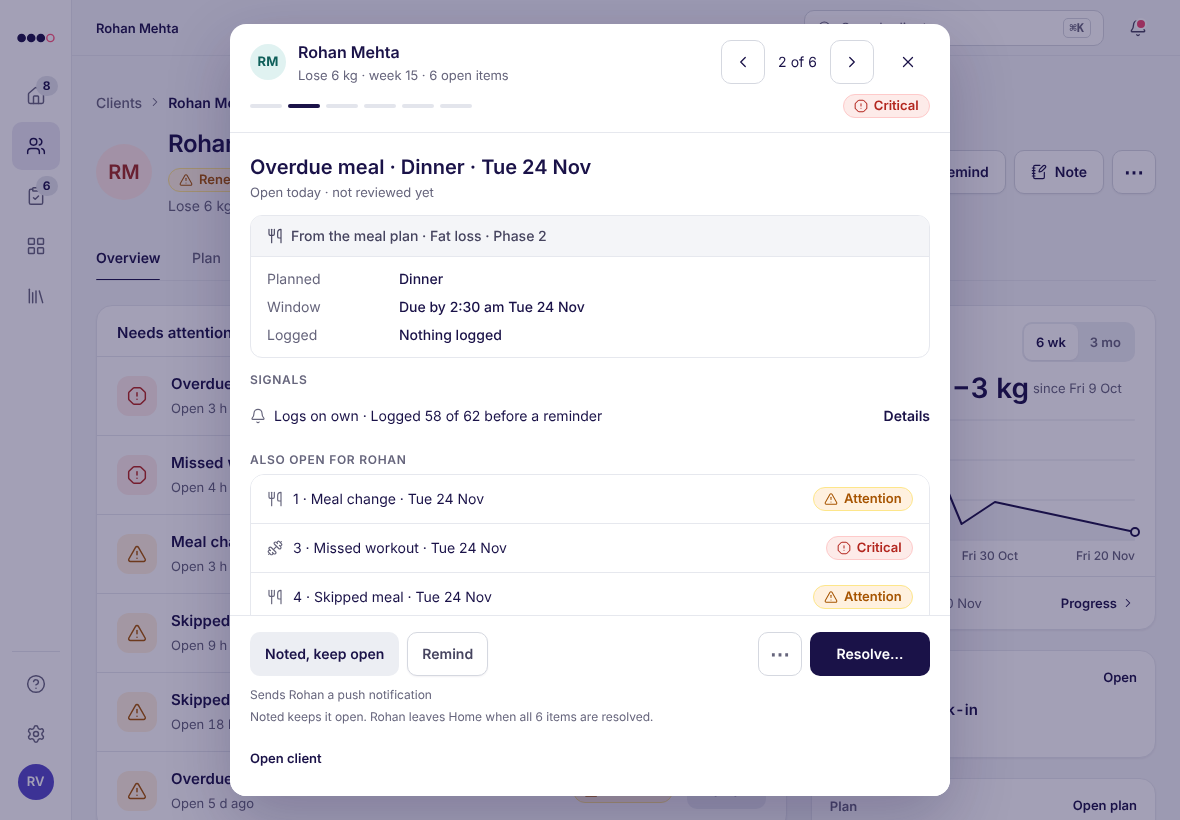 Rohan Mehta
⌘K
8
6
Clients > Rohan
RM
Rohan Mehta
Lose 6 kg · week 15 · 6 open items
2 of 6
Critical
RM
Lose 6 kg
Remind
Note
Overview
Plan
Overdue meal · Dinner · Tue 24 Nov
Open today · not reviewed yet
From the meal plan · Fat loss · Phase 2
Planned Dinner
Window Due by 2:30 am Tue 24 Nov
Logged Nothing logged
SIGNALS
Logs on own · Logged 58 of 62 before a reminder
Details
ALSO OPEN FOR ROHAN
1 · Meal change · Tue 24 Nov
Attention
3 · Missed workout · Tue 24 Nov
Critical
4 · Skipped meal · Tue 24 Nov
Attention
Noted, keep open
Remind
Resolve...
Sends Rohan a push notification
Noted keeps it open. Rohan leaves Home when all 6 items are resolved.
Open client
Needs attention
Overdue
Open 3 h
Missed
Open 4 h
Meal
Open 3 h
Skipped
Open 9 h
Skipped
Open 18
Overdue
Open 5 d ago
6 wk
3 mo
−3 kg since Fri 9 Oct
Fri 30 Oct
Fri 20 Nov
Nov
Progress
Open
Plan
Open plan
RV